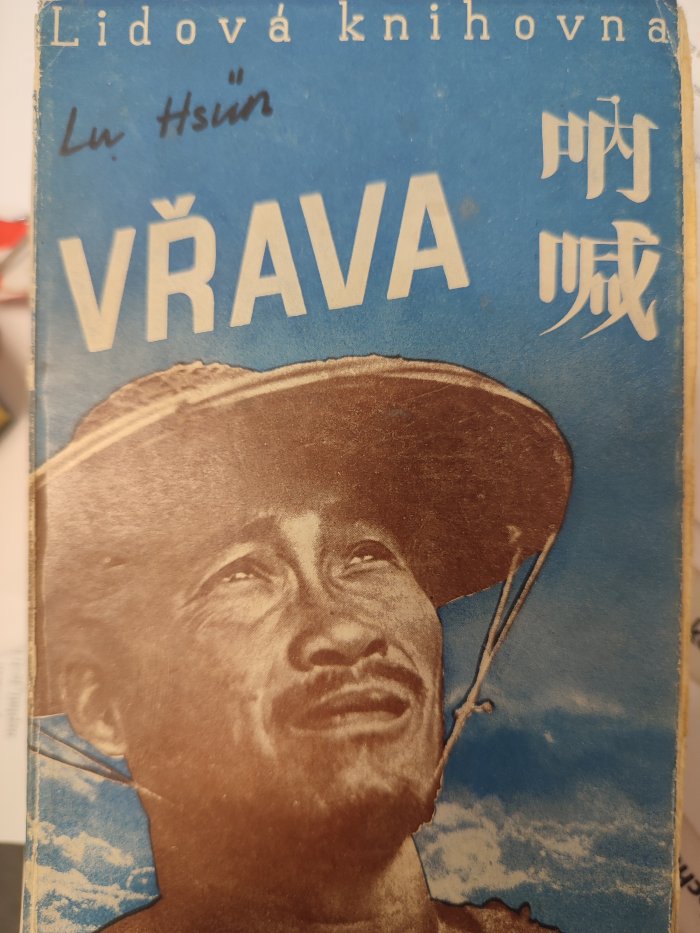 Lidová knihovna
Lu Hsün
VŘAVA
吶喊